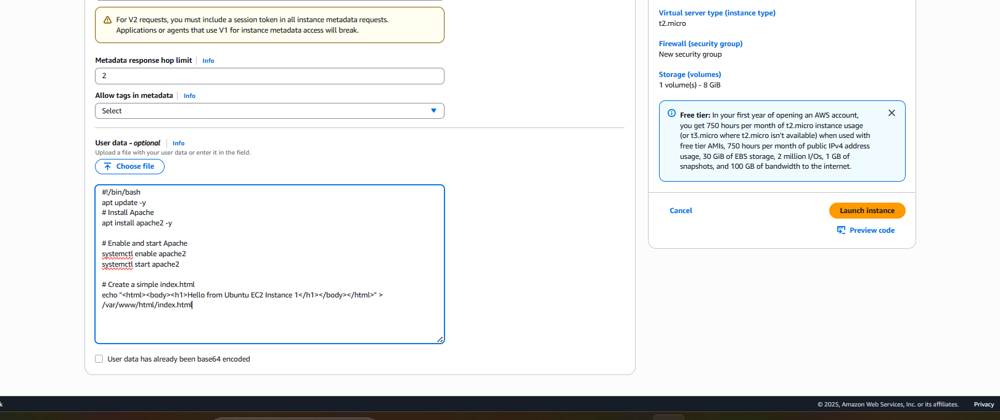 For V2 requests, you must include a session token in all instance metadata requests.
Applications or agents that use V1 for instance metadata access will break.
Metadata response hop limit
Info
2
Allow tags in metadata
Info
Select
User data - optional
Info
Upload a file with your user data or enter it in the field.
Choose file
#!/bin/bash
apt update -y
# Install Apache
apt install apache2 -y
# Enable and start Apache
systemctl enable apache2
systemctl start apache2
# Create a simple index.html
echo "<html><body><h1>Hello from Ubuntu EC2 Instance 1</h1></body></html>" >
/var/www/html/index.html
User data has already been base64 encoded
Virtual server type (instance type)
t2.micro
Firewall (security group)
New security group
Storage (volumes)
1 volume(s) - 8 GiB
Free tier: In your first year of opening an AWS account,
you get 750 hours per month of t2.micro instance usage
(or t3.micro where t2.micro isn't available) when used with
free tier AMIs, 750 hours per month of public IPv4 address
usage, 30 GiB of EBS storage, 2 million I/Os, 1 GB of
snapshots, and 100 GB of bandwidth to the internet.
Cancel
Launch instance
Preview code
© 2025, Amazon Web Services, Inc. or its affiliates.
Privacy